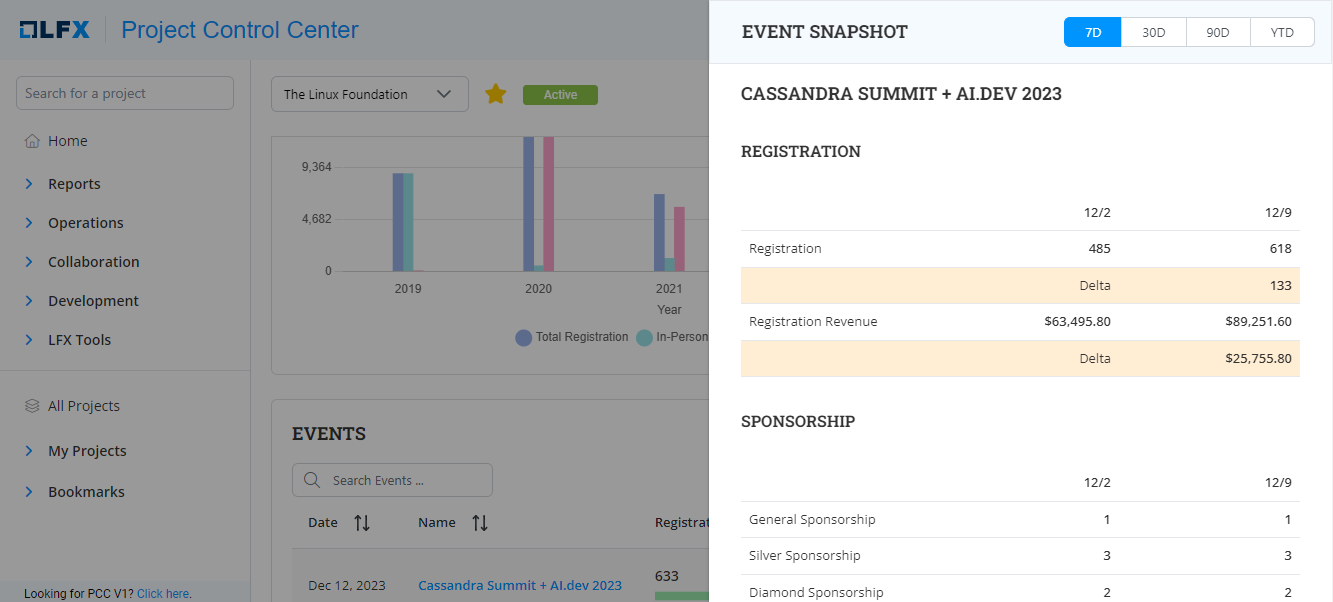 LFX Project Control Center
Search for a project
Home
Reports
Operations
Collaboration
Development
LFX Tools
All Projects
My Projects
Bookmarks
Looking for PCC V1? Click here.
The Linux Foundation
Active
9,364
4,682
0
2019 2020 2021
Year
Total Registration In-Person
EVENTS
Search Events ...
Date Name Registrat
Dec 12, 2023 Cassandra Summit + AI.dev 2023 633
EVENT SNAPSHOT 7D 30D 90D YTD
CASSANDRA SUMMIT + AI.DEV 2023
REGISTRATION
12/2 12/9
Registration 485 618
Delta 133
Registration Revenue $63,495.80 $89,251.60
Delta $25,755.80
SPONSORSHIP
12/2 12/9
General Sponsorship 1 1
Silver Sponsorship 3 3
Diamond Sponsorship 2 2